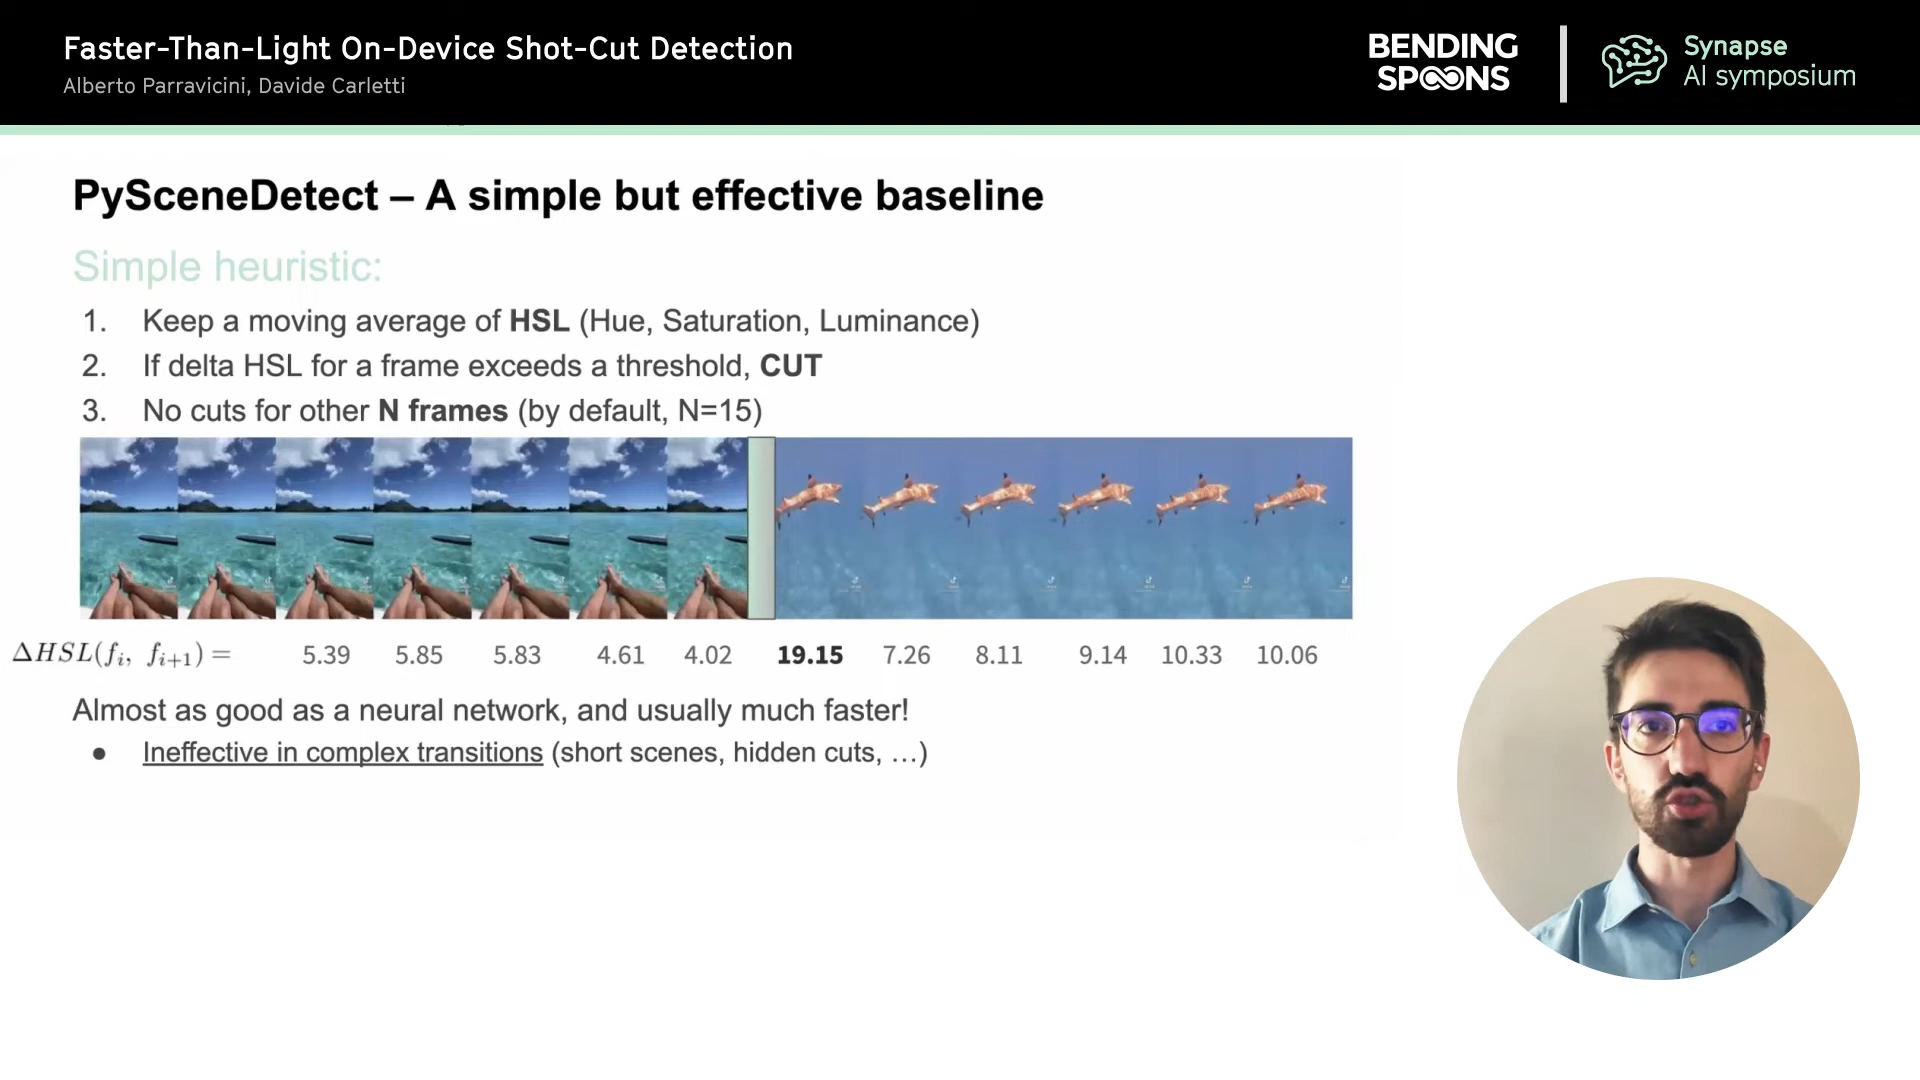 Faster-Than-Light On-Device Shot-Cut Detection
Alberto Parravicini, Davide Carletti
BENDING
SPOONS
Synapse
AI symposium
PySceneDetect – A simple but effective baseline
Simple heuristic:
1. Keep a moving average of HSL (Hue, Saturation, Luminance)
2. If delta HSL for a frame exceeds a threshold, CUT
3. No cuts for other N frames (by default, N=15)
ΔHSL(fᵢ, fᵢ₊₁) = 5.39 5.85 5.83 4.61 4.02 19.15 7.26 8.11 9.14 10.33 10.06
Almost as good as a neural network, and usually much faster!
● Ineffective in complex transitions (short scenes, hidden cuts, …)